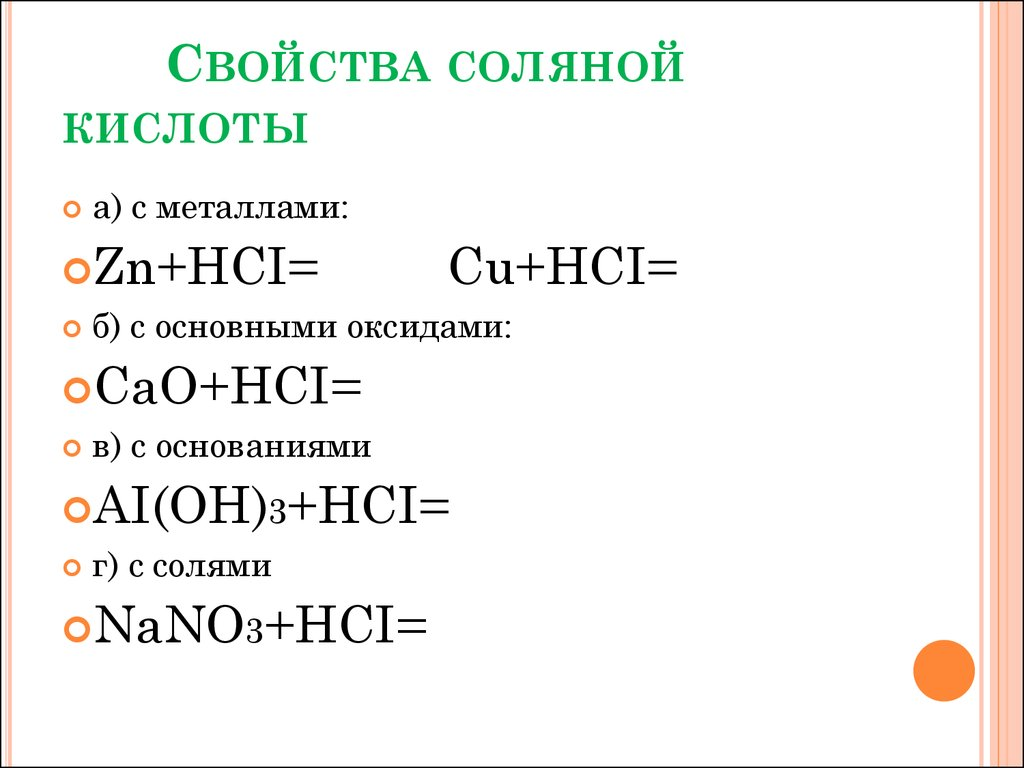 СВОЙСТВА СОЛЯНОЙ
КИСЛОТЫ
а) с металлами:
Zn+HCI= Cu+HCI=
б) с основными оксидами:
CaO+HCI=
в) с основаниями
AI(OH)3+HCI=
г) с солями
NaNO3+HCI=